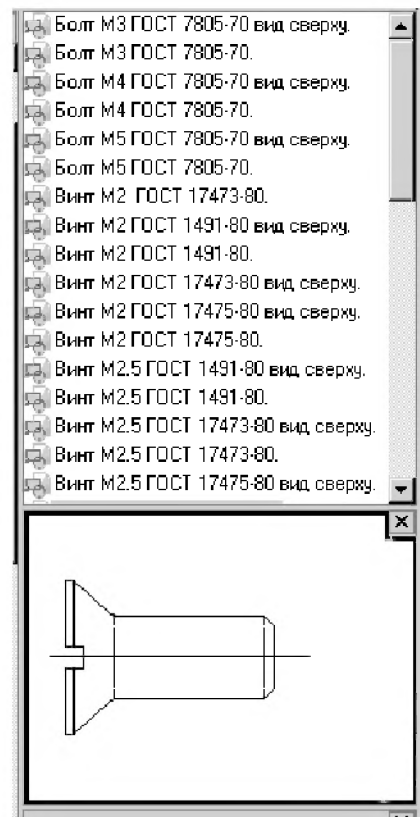 Болт М3 ГОСТ 7805-70 вид сверху.
Болт М3 ГОСТ 7805-70.
Болт М4 ГОСТ 7805-70 вид сверху.
Болт М4 ГОСТ 7805-70.
Болт М5 ГОСТ 7805-70 вид сверху.
Болт М5 ГОСТ 7805-70.
Винт М2  ГОСТ 17473-80.
Винт М2 ГОСТ 1491-80 вид сверху.
Винт М2 ГОСТ 1491-80.
Винт М2 ГОСТ 17473-80 вид сверху.
Винт М2 ГОСТ 17475-80 вид сверху.
Винт М2 ГОСТ 17475-80.
Винт М2.5 ГОСТ 1491-80 вид сверху.
Винт М2.5 ГОСТ 1491-80.
Винт М2.5 ГОСТ 17473-80 вид сверху.
Винт М2.5 ГОСТ 17473-80.
Винт М2.5 ГОСТ 17475-80 вид сверху.